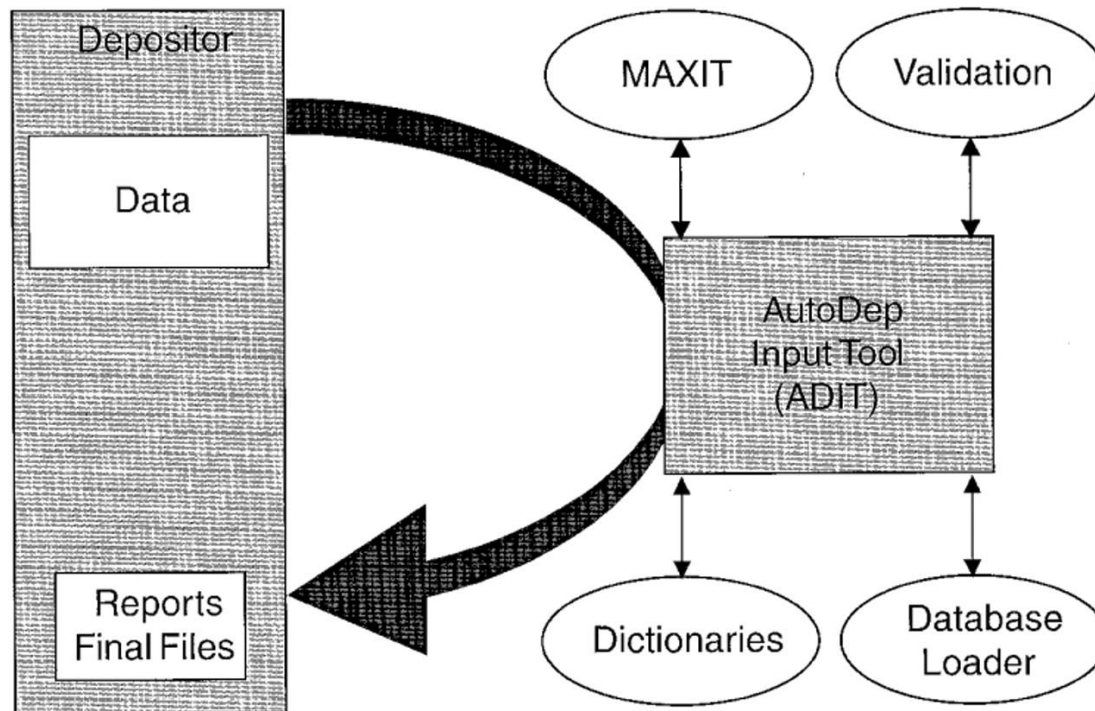 Depositor
Data
Reports
Final Files
MAXIT
Validation
AutoDep
Input Tool
(ADIT)
Dictionaries
Database
Loader